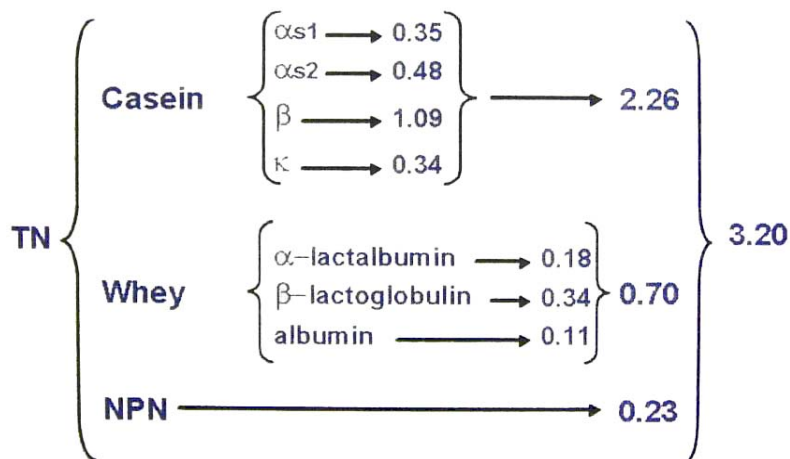 αs1 0.35
αs2 0.48
Casein 2.26
β 1.09
κ 0.34
TN 3.20
α-lactalbumin 0.18
Whey β-lactoglobulin 0.34 0.70
albumin 0.11
NPN 0.23